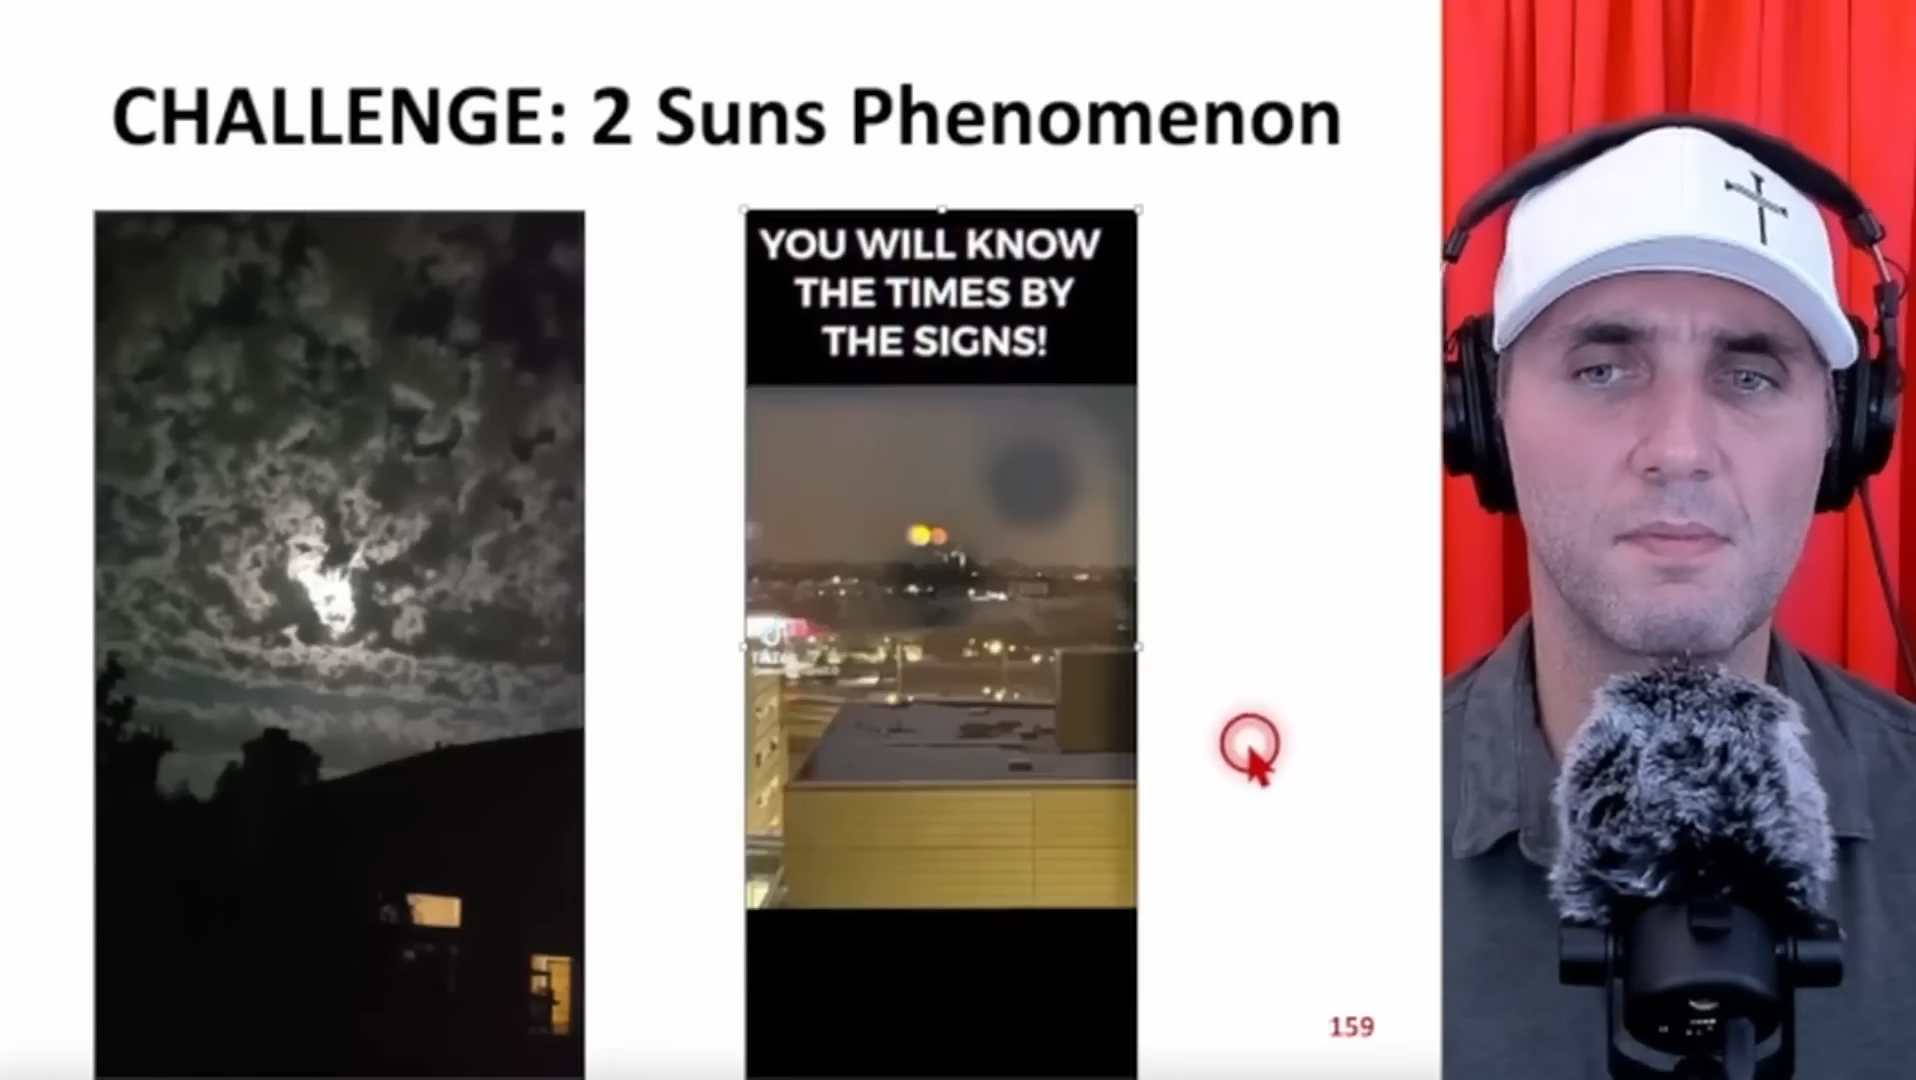 CHALLENGE: 2 Suns Phenomenon
YOU WILL KNOW
THE TIMES BY
THE SIGNS!
159